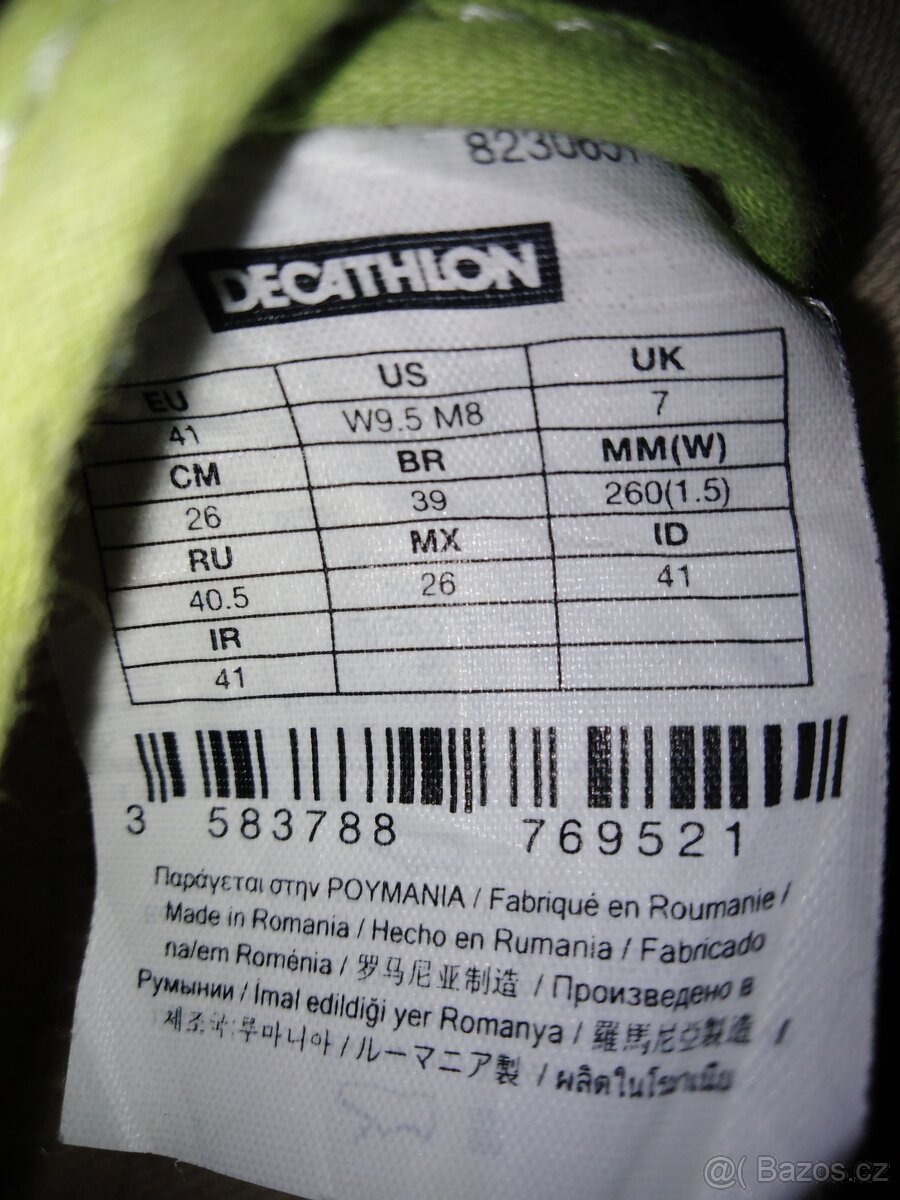 DECATHLON
EU US UK
41 W9.5 M8 7
CM BR MM(W)
26 39 260(1.5)
RU MX ID
40.5 26 41
IR
41
3 583788 769521
Παράγεται στην ΡΟΥΜΑΝΙΑ / Fabriqué en Roumanie /
Made in Romania / Hecho en Rumania / Fabricado
na/em Roménia / 罗马尼亚制造 / Произведено в
Румынии / İmal edildiği yer Romanya / 羅馬尼亞製造 /
제조국:루마니아 / ルーマニア製 / ผลิตในโรมาเนีย
@( Bazos.cz